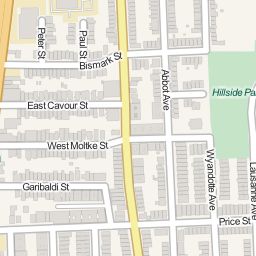 Peter St
Paul St
Bismark St
Abbot Ave
Hillside Pa
East Cavour St
West Moltke St
Wyandotte Ave
Lausanne Ave
Garibaldi St
Price St